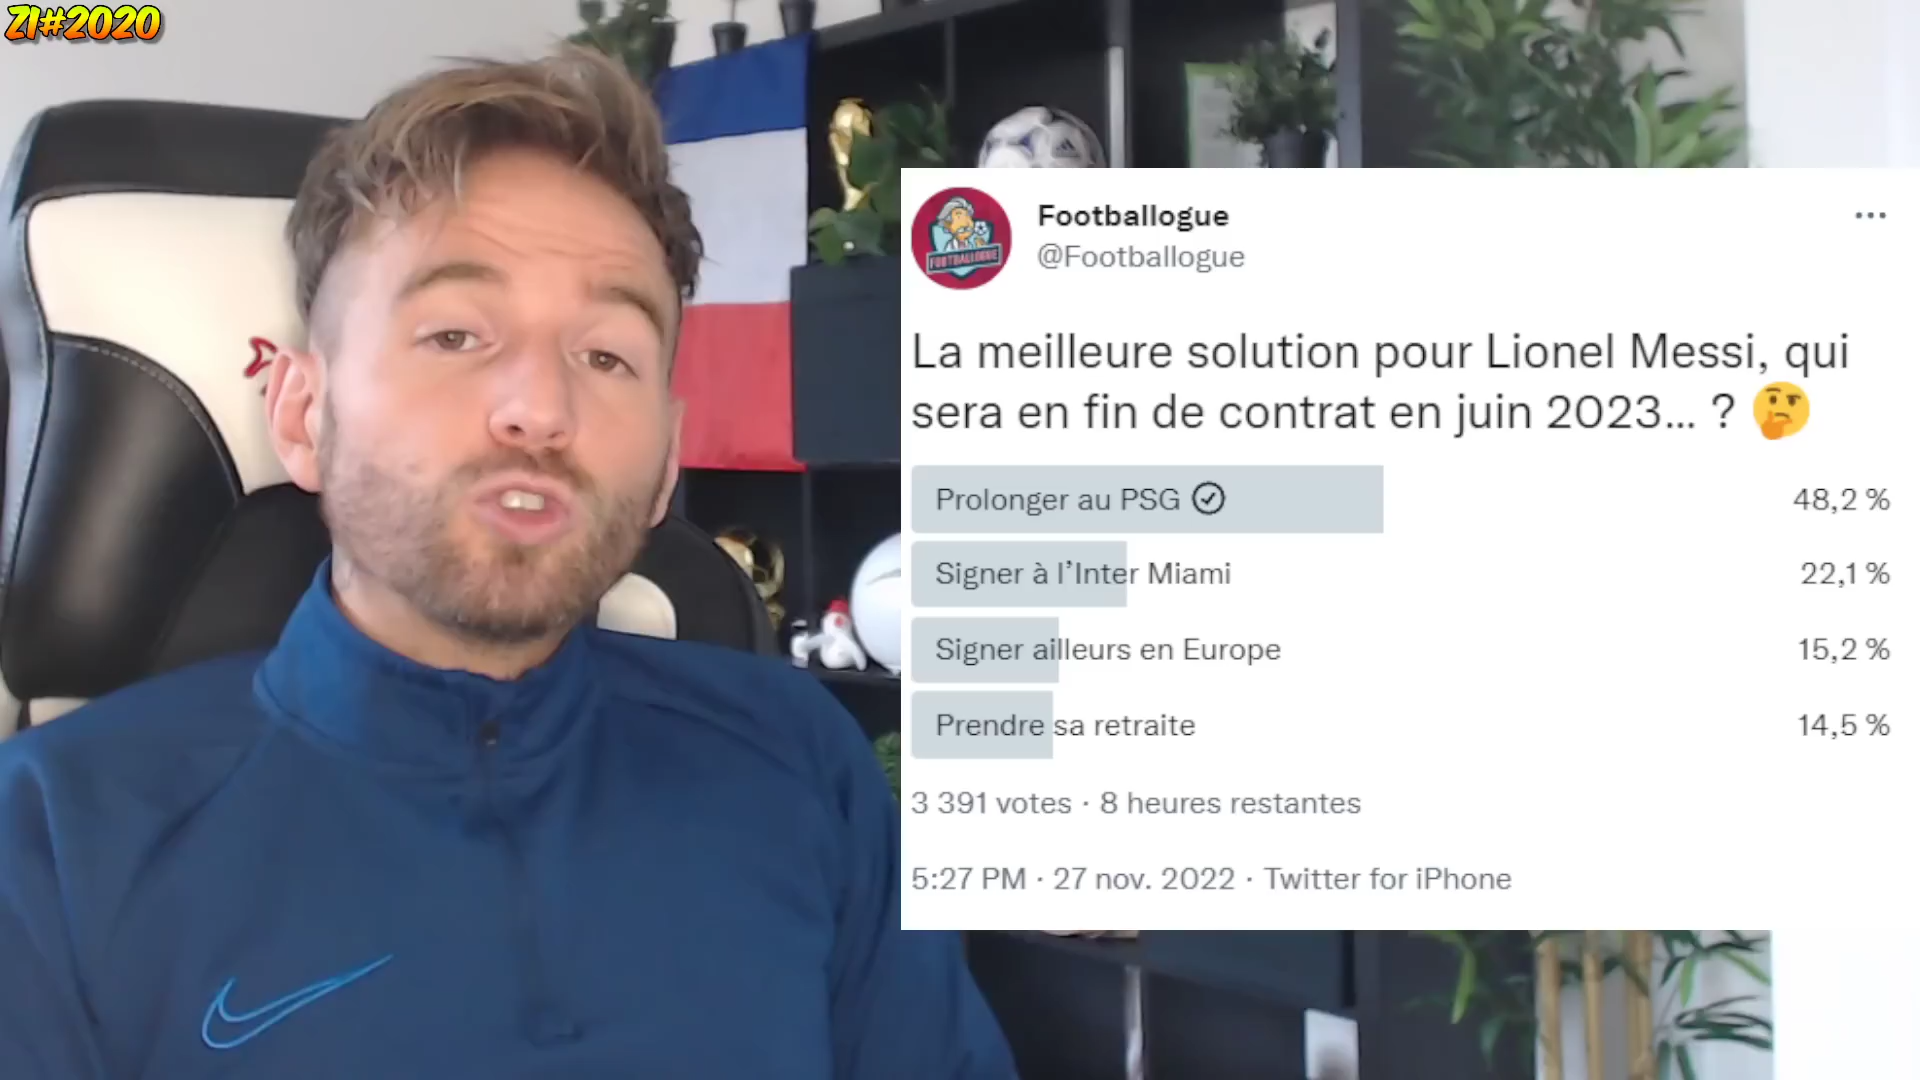 ZI#2020
Footballogue
@Footballogue
FOOTBALLOGUE
La meilleure solution pour Lionel Messi, qui
sera en fin de contrat en juin 2023... ? 🤔
Prolonger au PSG
48,2 %
Signer à l’Inter Miami
22,1 %
Signer ailleurs en Europe
15,2 %
Prendre sa retraite
14,5 %
3 391 votes · 8 heures restantes
5:27 PM · 27 nov. 2022 · Twitter for iPhone